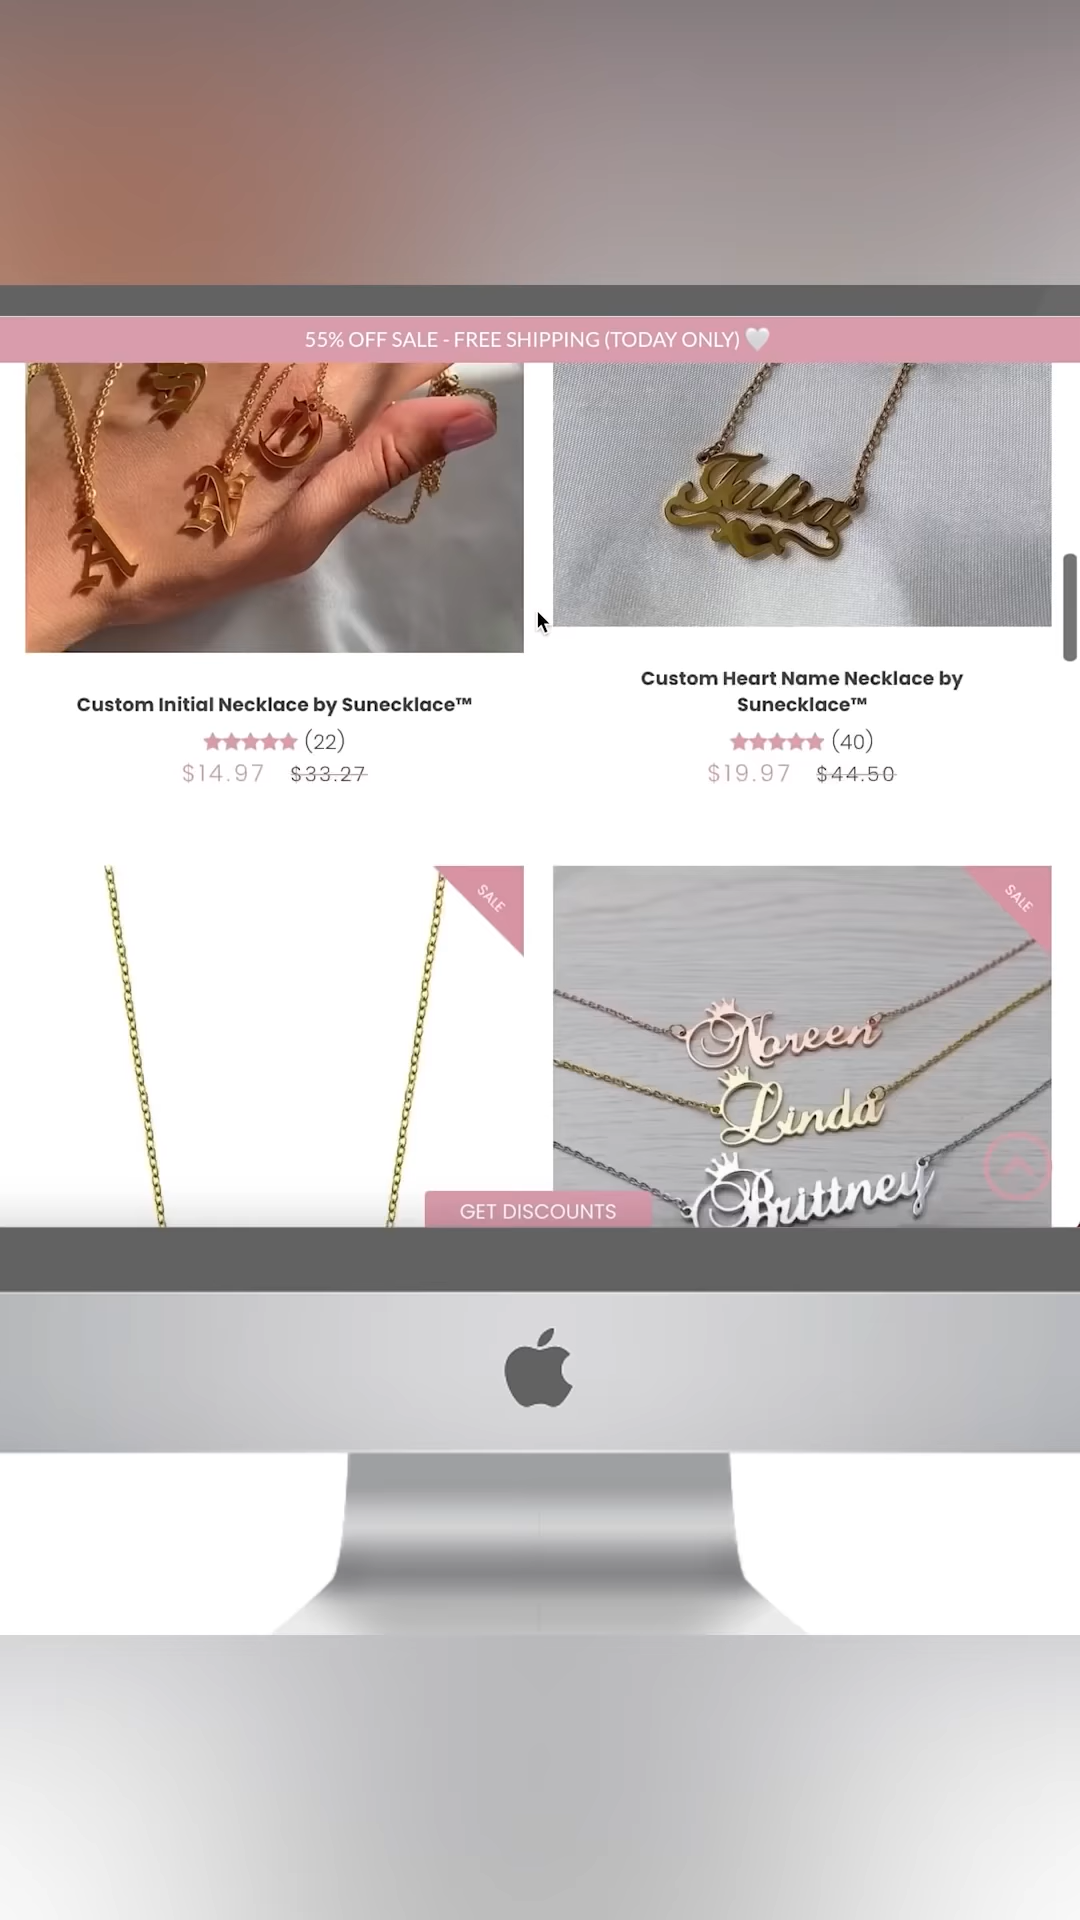 55% OFF SALE - FREE SHIPPING (TODAY ONLY) 🤍
A
N
Julia
Custom Initial Necklace by Sunecklace™
(22)
$14.97 $33.27
Custom Heart Name Necklace by
Sunecklace™
(40)
$19.97 $44.50
SALE
SALE
Noreen
Linda
Brittney
GET DISCOUNTS